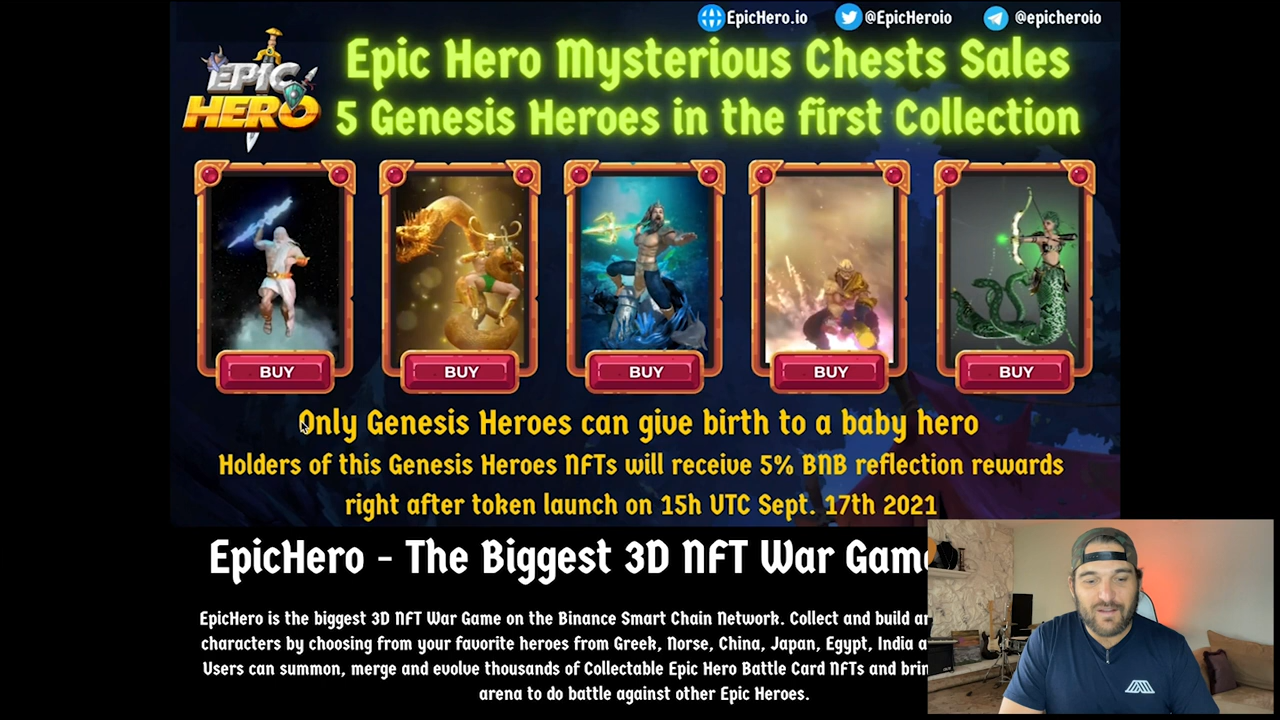 EpicHero.io @EpicHeroio @epicheroio
EPIC
HERO
Epic Hero Mysterious Chests Sales
5 Genesis Heroes in the first Collection
BUY BUY BUY BUY BUY
Only Genesis Heroes can give birth to a baby hero
Holders of this Genesis Heroes NFTs will receive 5% BNB reflection rewards
right after token launch on 15h UTC Sept. 17th 2021
EpicHero - The Biggest 3D NFT War Game
EpicHero is the biggest 3D NFT War Game on the Binance Smart Chain Network. Collect and build
characters by choosing from your favorite heroes from Greek, Norse, China, Japan, Egypt, India
Users can summon, merge and evolve thousands of Collectable Epic Hero Battle Card NFTs and
arena to do battle against other Epic Heroes.